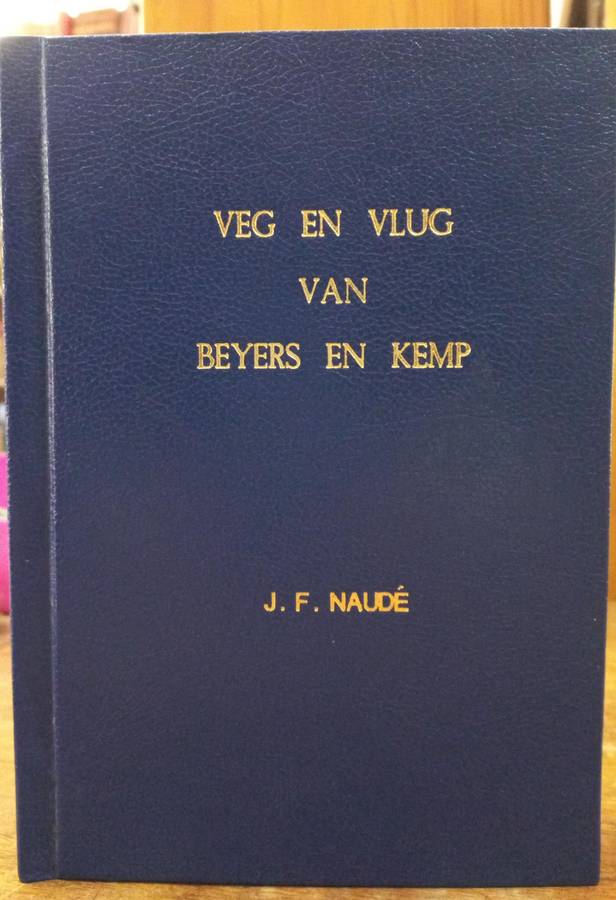 VEG EN VLUG
VAN
BEYERS EN KEMP
J. F. NAUDÉ